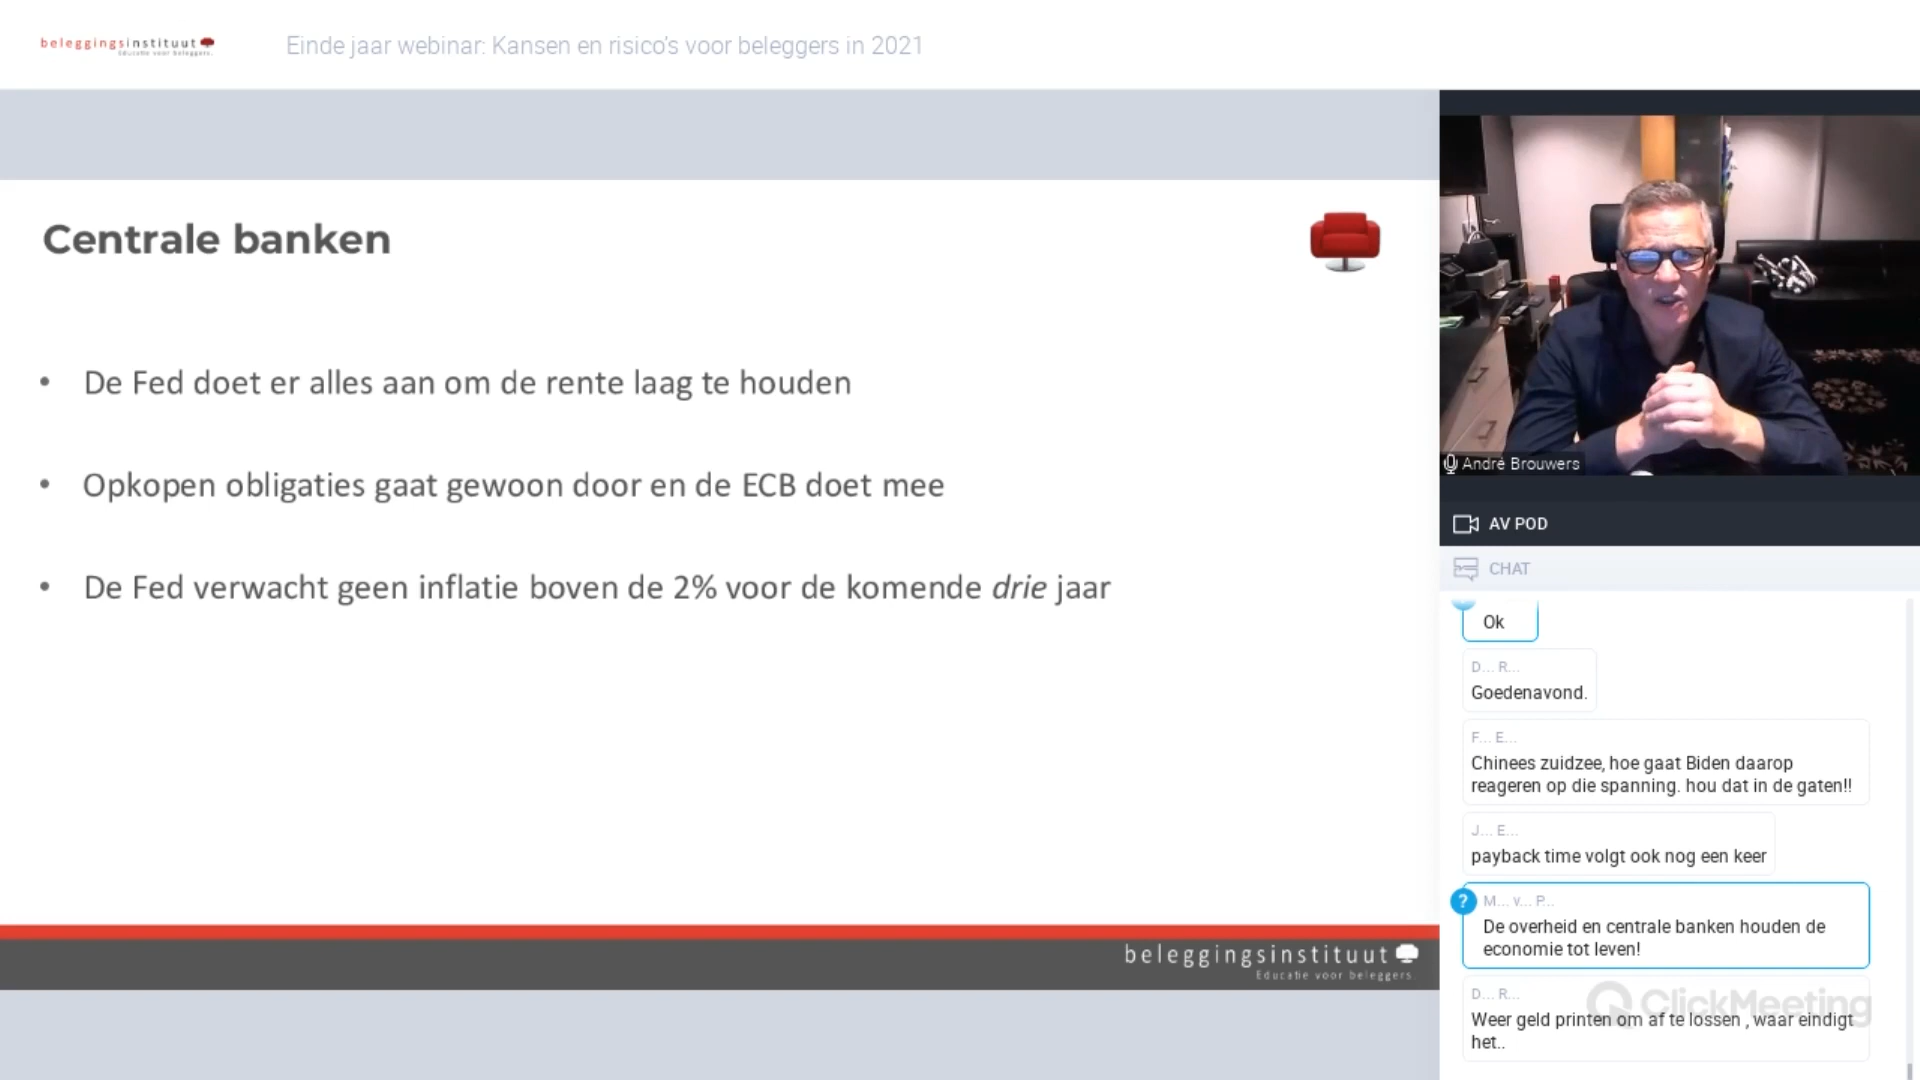 beleggingsinstituut
Educatie voor beleggers.
Einde jaar webinar: Kansen en risico's voor beleggers in 2021
Centrale banken
• De Fed doet er alles aan om de rente laag te houden
• Opkopen obligaties gaat gewoon door en de ECB doet mee
• De Fed verwacht geen inflatie boven de 2% voor de komende drie jaar
beleggingsinstituut
Educatie voor beleggers.
André Brouwers
AV POD
CHAT
Ok
D... R...
Goedenavond.
F... E...
Chinees zuidzee, hoe gaat Biden daarop
reageren op die spanning. hou dat in de gaten!!
J... E...
payback time volgt ook nog een keer
?
M... v... P...
De overheid en centrale banken houden de
economie tot leven!
D... R...
Weer geld printen om af te lossen , waar eindigt
het..
ClickMeeting